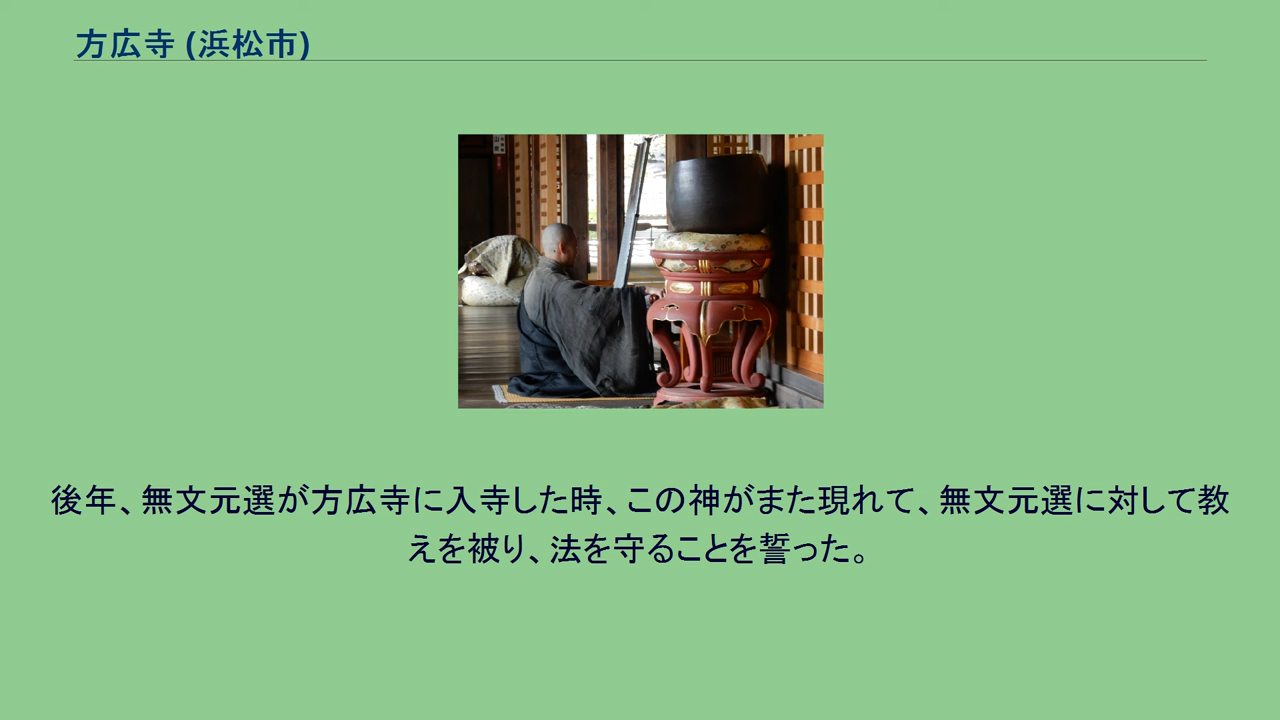 方広寺 (浜松市)
後年、無文元選が方広寺に入寺した時、この神がまた現れて、無文元選に対して教
えを被り、法を守ることを誓った。